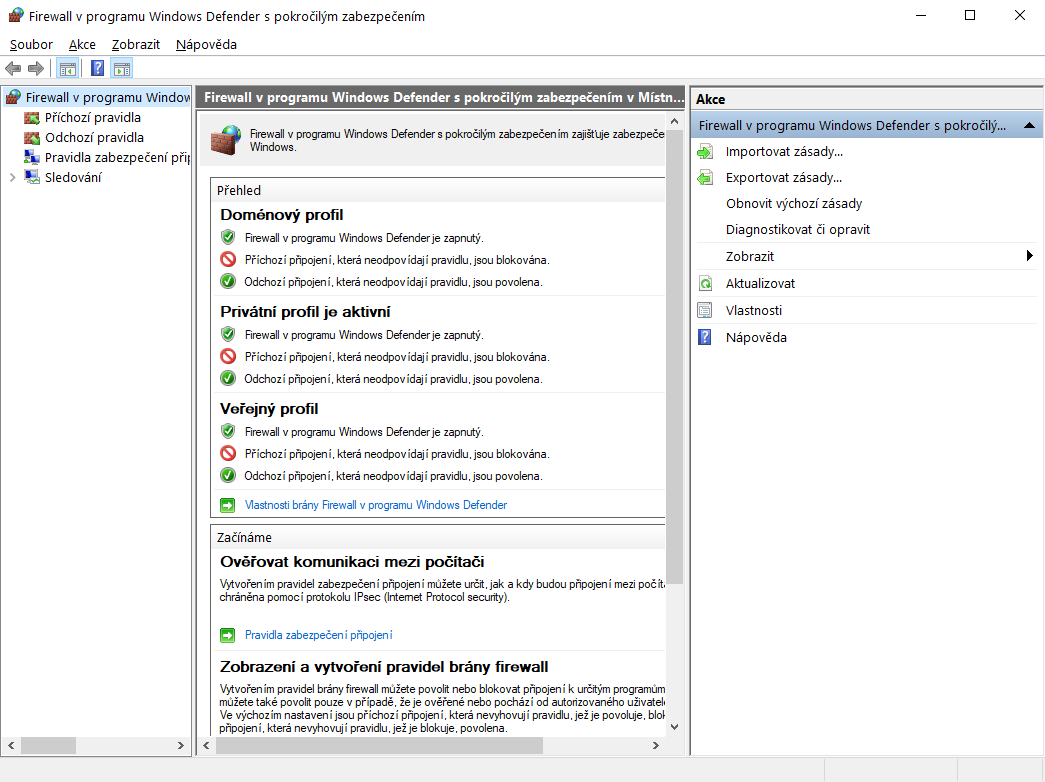 Firewall v programu Windows Defender s pokročilým zabezpečením
Soubor Akce Zobrazit Nápověda
Firewall v programu Window
Příchozí pravidla
Odchozí pravidla
Pravidla zabezpečení přip
Sledování
Firewall v programu Windows Defender s pokročilým zabezpečením v Místn...
Firewall v programu Windows Defender s pokročilým zabezpečením zajišťuje zabezpeče
Windows.
Přehled
Doménový profil
Firewall v programu Windows Defender je zapnutý.
Příchozí připojení, která neodpovídají pravidlu, jsou blokována.
Odchozí připojení, která neodpovídají pravidlu, jsou povolena.
Privátní profil je aktivní
Firewall v programu Windows Defender je zapnutý.
Příchozí připojení, která neodpovídají pravidlu, jsou blokována.
Odchozí připojení, která neodpovídají pravidlu, jsou povolena.
Veřejný profil
Firewall v programu Windows Defender je zapnutý.
Příchozí připojení, která neodpovídají pravidlu, jsou blokována.
Odchozí připojení, která neodpovídají pravidlu, jsou povolena.
Vlastnosti brány Firewall v programu Windows Defender
Začínáme
Ověřovat komunikaci mezi počítači
Vytvořením pravidel zabezpečení připojení můžete určit, jak a kdy budou připojení mezi počít
chráněna pomocí protokolu IPsec (Internet Protocol security).
Pravidla zabezpečení připojení
Zobrazení a vytvoření pravidel brány firewall
Vytvořením pravidel brány firewall můžete povolit nebo blokovat připojení k určitým programům
můžete také povolit pouze v případě, že je ověřené nebo pochází od autorizovaného uživatele
Ve výchozím nastavení jsou příchozí připojení, která nevyhovují pravidlu, jež je povoluje, blok
připojení, která nevyhovují pravidlu, jež je blokuje, povolena.
Akce
Firewall v programu Windows Defender s pokročilý...
Importovat zásady...
Exportovat zásady...
Obnovit výchozí zásady
Diagnostikovat či opravit
Zobrazit
Aktualizovat
Vlastnosti
Nápověda